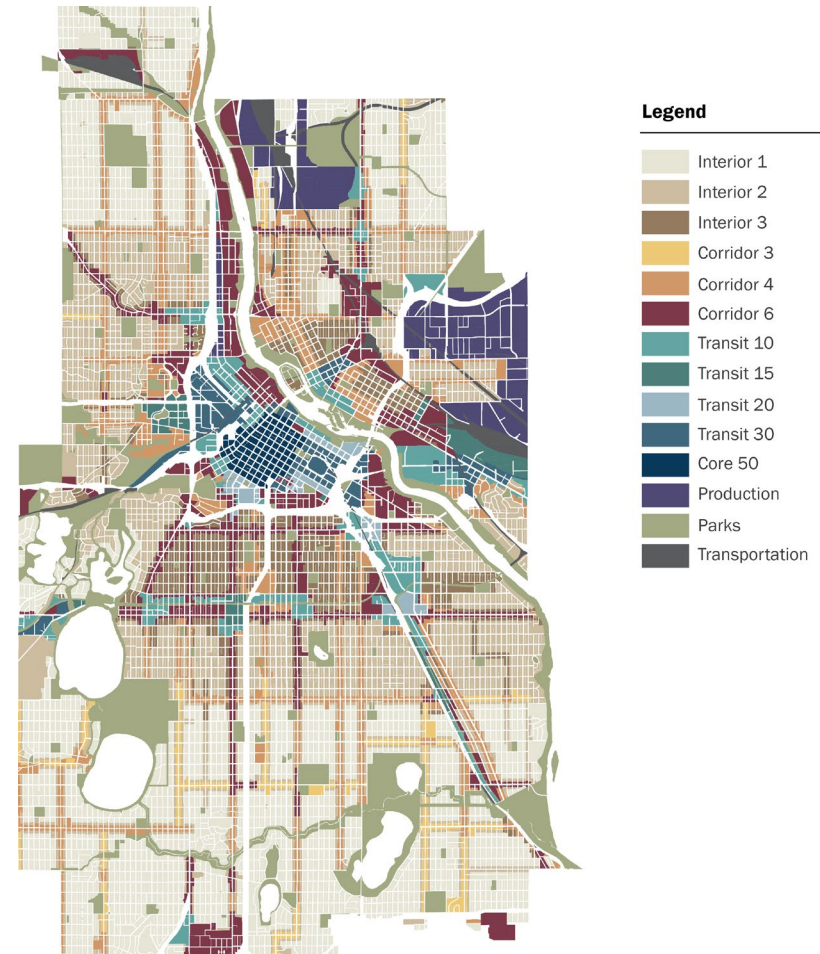 Legend
Interior 1
Interior 2
Interior 3
Corridor 3
Corridor 4
Corridor 6
Transit 10
Transit 15
Transit 20
Transit 30
Core 50
Production
Parks
Transportation